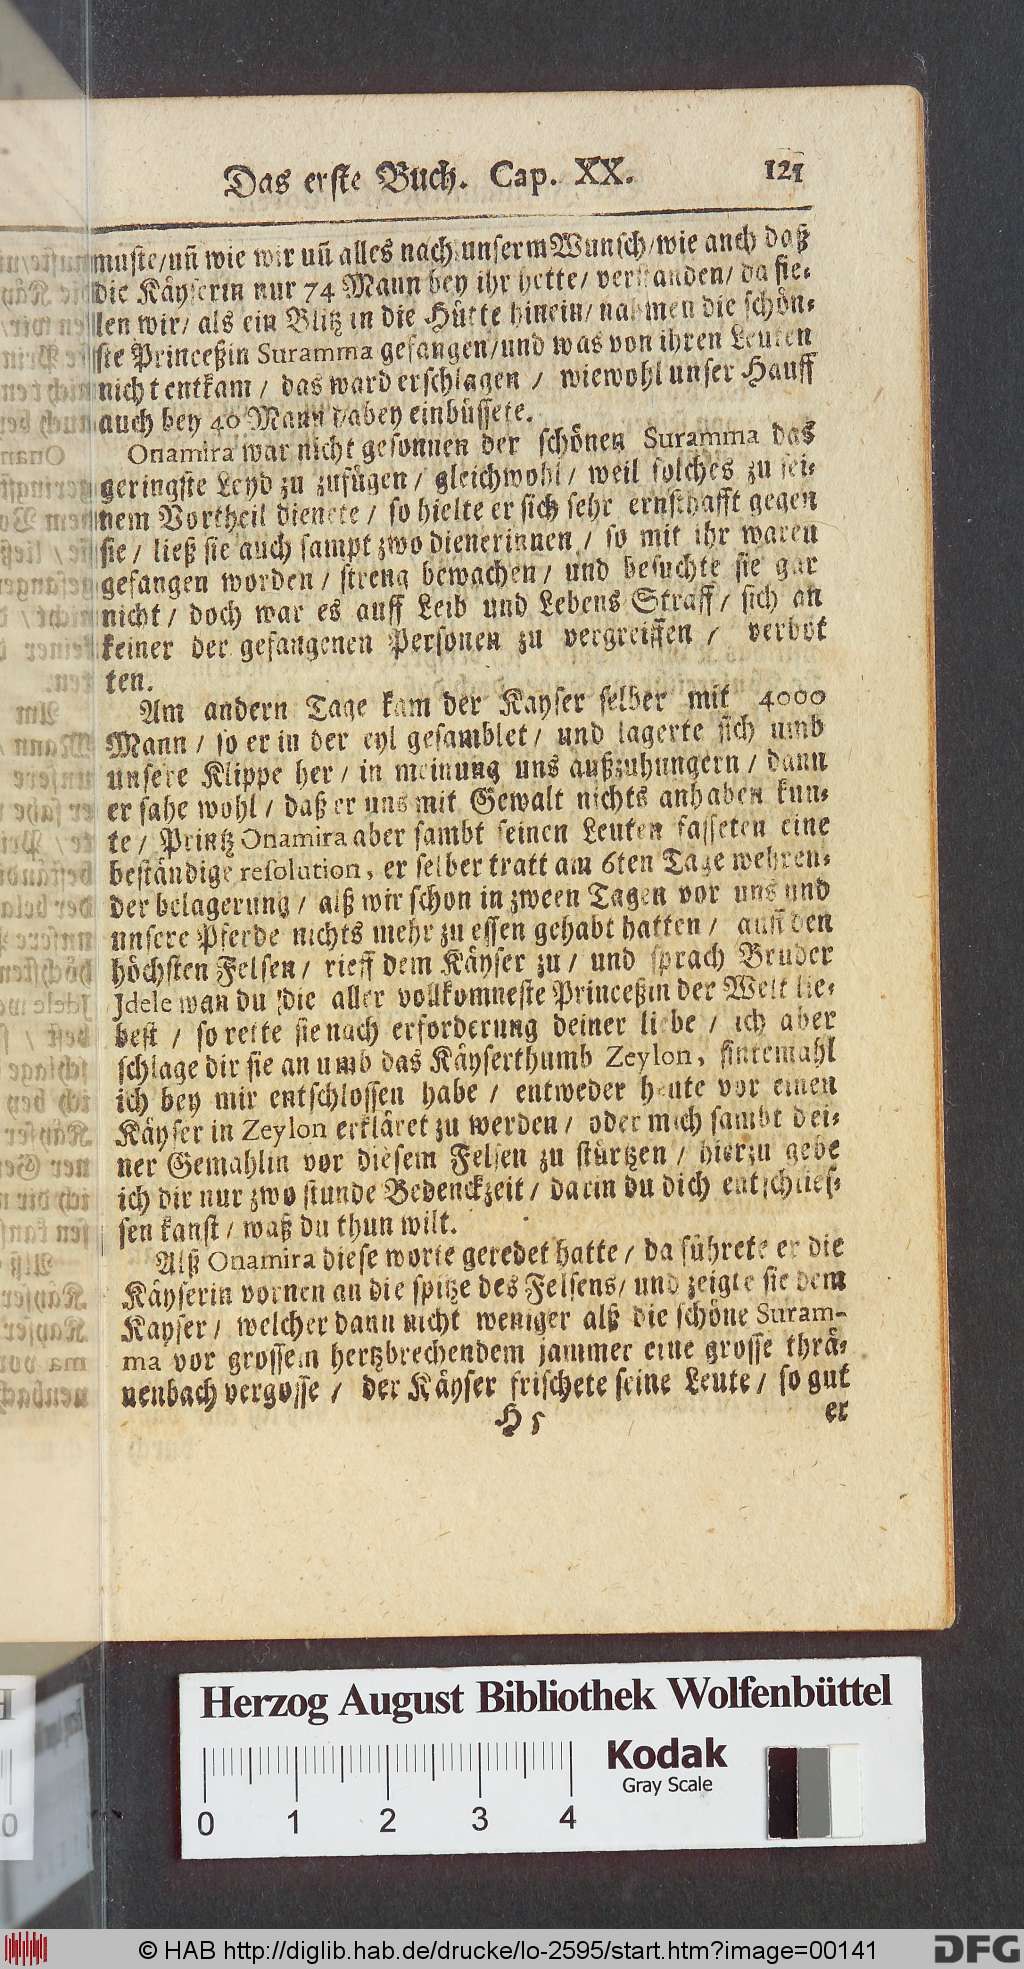 Das erste Buch. Cap. XX. 121
muste/uñ wie wir uñ alles nach unserm Wunsch/wie auch daß
die Käyserin nur 74 Mann bey ihr hette/ verstanden/ da fie-
len wir/ als ein Blitz in die Hütte hinein/ nahmen die schön-
ste Princeßin Suramma gefangen/und was von ihren Leuten
nicht entkam / das ward erschlagen / wiewohl unser Hauff
auch bey 40 Mann dabey einbüssete.
Onamira war nicht gesonnen der schönen Suramma das
geringste Leyd zu zufügen/ gleichwohl/ weil solches zu sei-
nem Vortheil dienete / so hielte er sich sehr ernsthafft gegen
sie / ließ sie auch sampt zwo dienerinnen / so mit ihr waren
gefangen worden / streng bewachen/ und besuchte sie gar
nicht / doch war es auff Leib und Lebens Straff/ sich an
keiner der gefangenen Personen zu vergreiffen / verbot
ten.
Am andern Tage kam der Kayser selber mit 4000
Mann / so er in der eyl gesamblet/ und lagerte sich umb
unsere Klippe her / in meinung uns außzuhungern / dann
er sahe wohl / daß er uns mit Gewalt nichts anhaben kun-
te / Printz Onamira aber sambt seinen Leuten fasseten eine
beständige resolution, er selber tratt am 6ten Tage wehren-
der belagerung / alß wir schon in zween Tagen vor uns und
unsere Pferde nichts mehr zu essen gehabt hatten / auff den
höchsten Felsen / rieff dem Käyser zu / und sprach Bruder
Idele wan du die aller vollkomneste Princeßin der Welt lie-
best / so rette sie nach erforderung deiner liebe / ich aber
schlage dir sie an umb das Käyserthumb Zeylon, sintemahl
ich bey mir entschlossen habe / entweder heute vor einen
Käyser in Zeylon erkläret zu werden / oder mich sambt dei-
ner Gemahlin vor diesem Felsen zu stürtzen / hierzu gebe
ich dir nur zwo stunde Bedenckzeit / darin du dich entschlies-
sen kanst / waß du thun wilt.
Alß Onamira diese worte geredet hatte / da führete er die
Käyserin vornen an die spitze des Felsens/ und zeigte sie dem
Kayser / welcher dann nicht weniger alß die schöne Suram-
ma vor grossem hertzbrechendem jammer eine grosse thrä-
nenbach vergosse / der Käyser frischete seine Leute / so gut
H 5 er
Herzog August Bibliothek Wolfenbüttel
Kodak
Gray Scale
0 1 2 3 4
© HAB http://diglib.hab.de/drucke/lo-2595/start.htm?image=00141
DFG